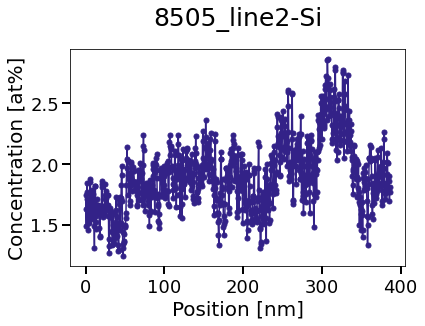 8505_line2-Si
Concentration [at%]
2.5
2.0
1.5
0 100 200 300 400
Position [nm]